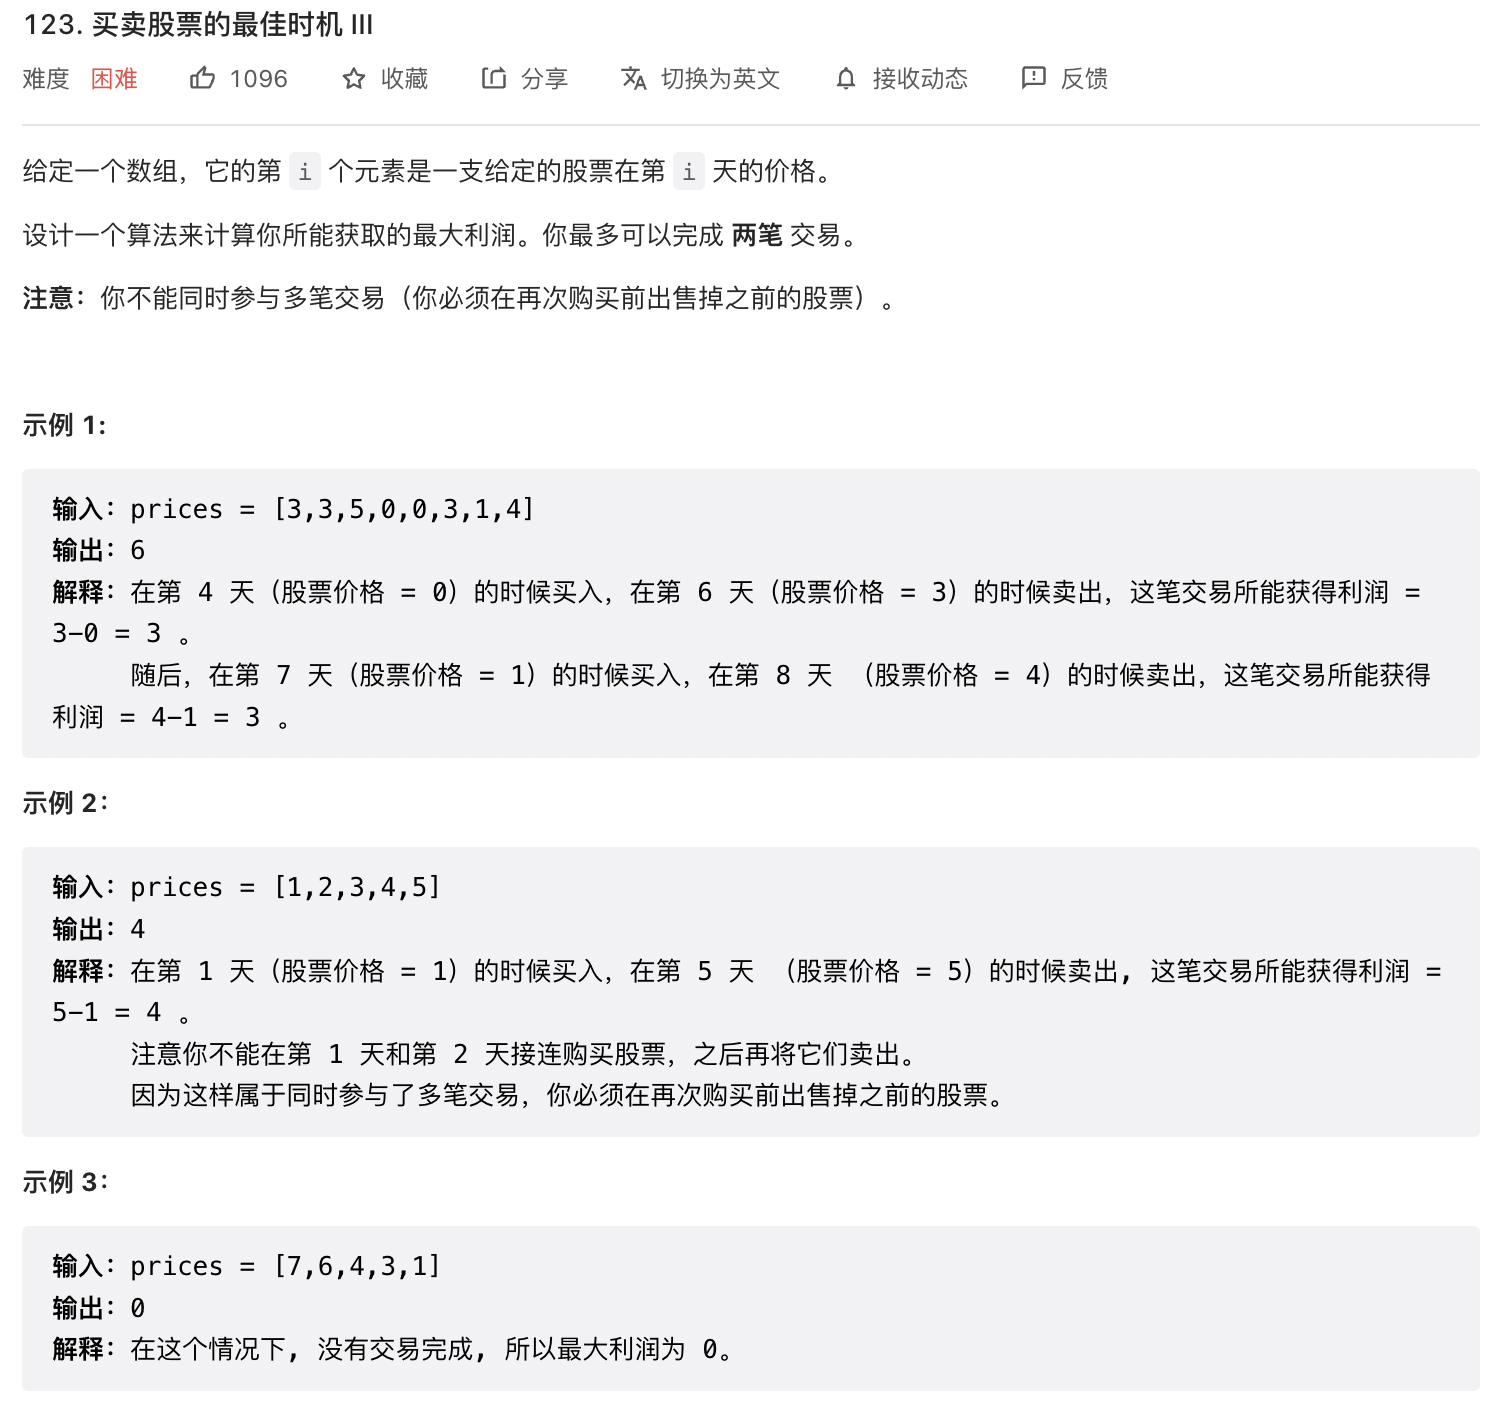 123. 买卖股票的最佳时机 III
难度 困难 1096 收藏 分享 切换为英文 接收动态 反馈
给定一个数组，它的第 i 个元素是一支给定的股票在第 i 天的价格。
设计一个算法来计算你所能获取的最大利润。你最多可以完成 两笔 交易。
注意：你不能同时参与多笔交易（你必须在再次购买前出售掉之前的股票）。
示例 1:
输入：prices = [3,3,5,0,0,3,1,4]
输出：6
解释：在第 4 天（股票价格 = 0）的时候买入，在第 6 天（股票价格 = 3）的时候卖出，这笔交易所能获得利润 =
3-0 = 3 。
随后，在第 7 天（股票价格 = 1）的时候买入，在第 8 天 （股票价格 = 4）的时候卖出，这笔交易所能获得
利润 = 4-1 = 3 。
示例 2：
输入：prices = [1,2,3,4,5]
输出：4
解释：在第 1 天（股票价格 = 1）的时候买入，在第 5 天 （股票价格 = 5）的时候卖出, 这笔交易所能获得利润 =
5-1 = 4 。
注意你不能在第 1 天和第 2 天接连购买股票，之后再将它们卖出。
因为这样属于同时参与了多笔交易，你必须在再次购买前出售掉之前的股票。
示例 3：
输入：prices = [7,6,4,3,1]
输出：0
解释：在这个情况下, 没有交易完成, 所以最大利润为 0。